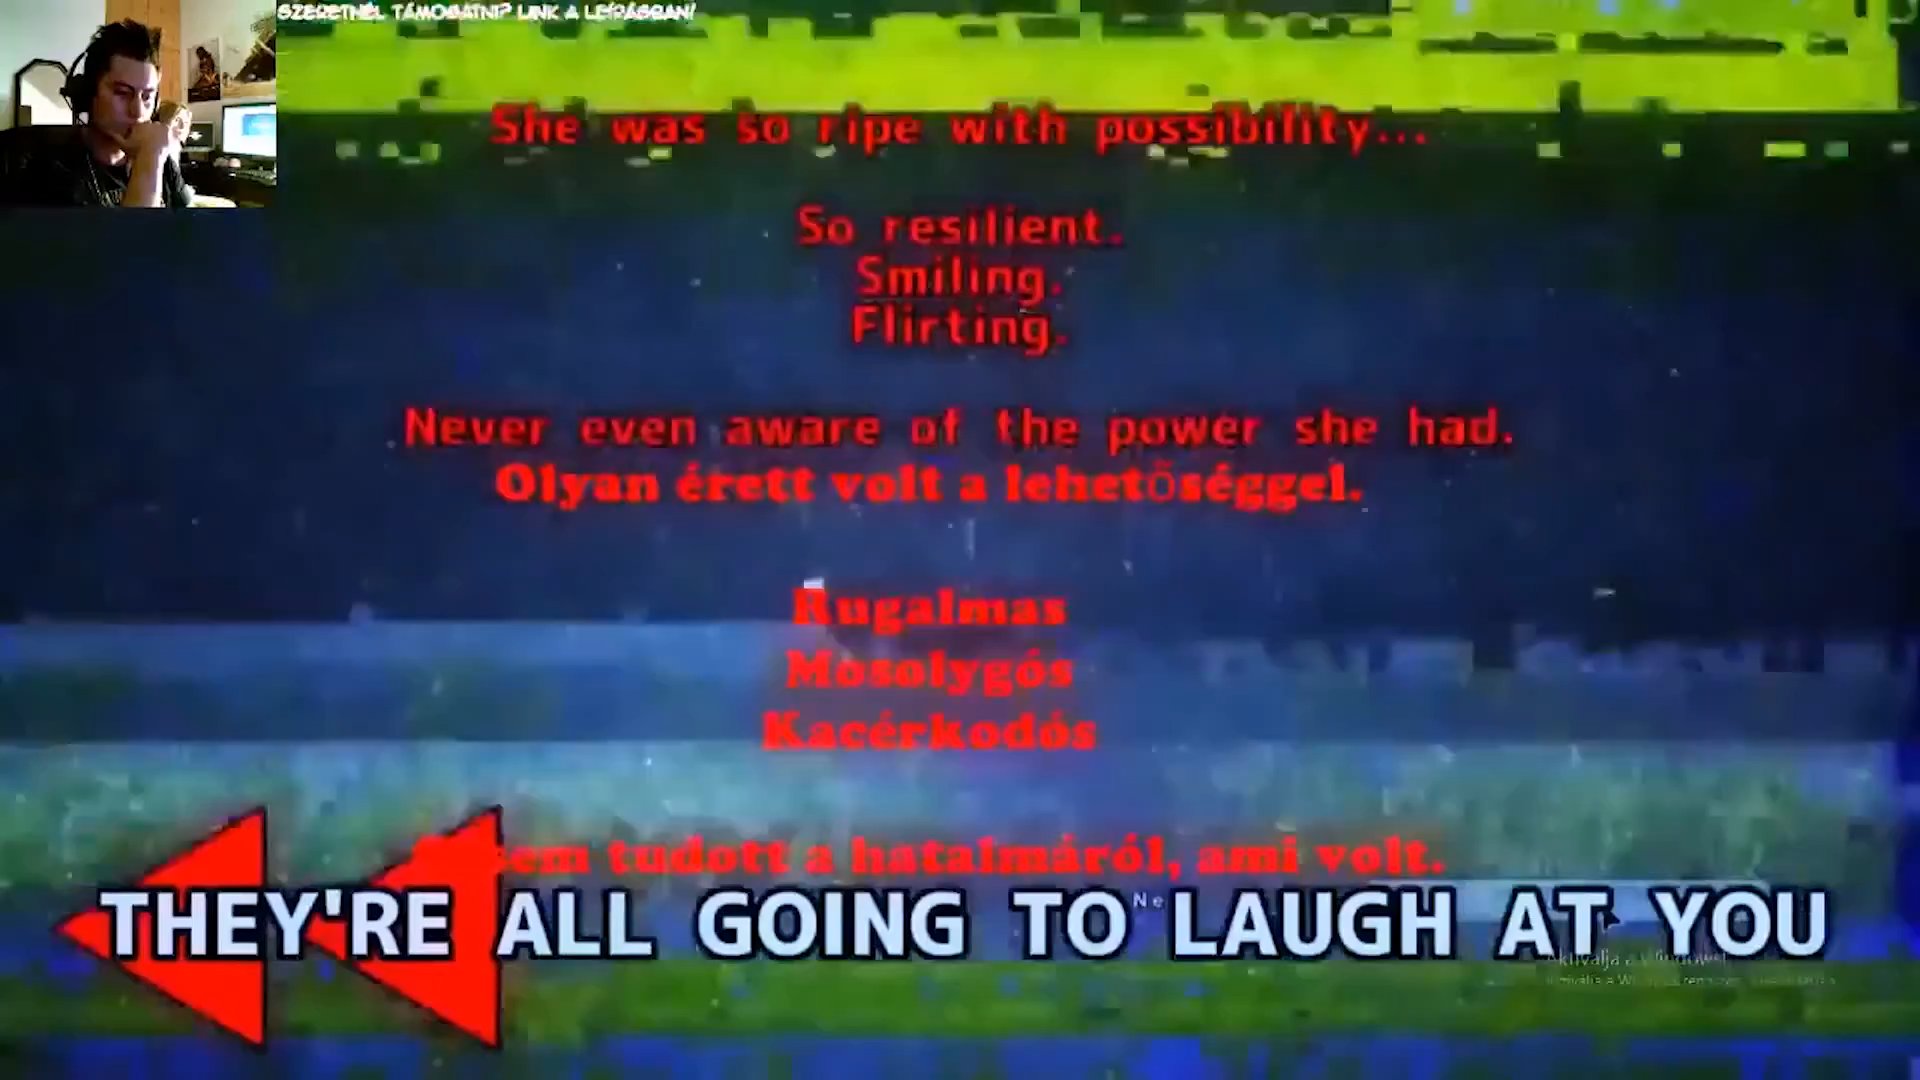 SZERETNÉL TÁMOGATNI? LINK A LEÍRÁSBAN!
She was so ripe with possibility...
So resilient.
Smiling.
Flirting.
Never even aware of the power she had.
Olyan érett volt a lehetőséggel.
Rugalmas
Mosolygós
Kacérkodós
tudott a hatalmáról, ami volt.
THEY'RE ALL GOING TO LAUGH AT YOU
Ne